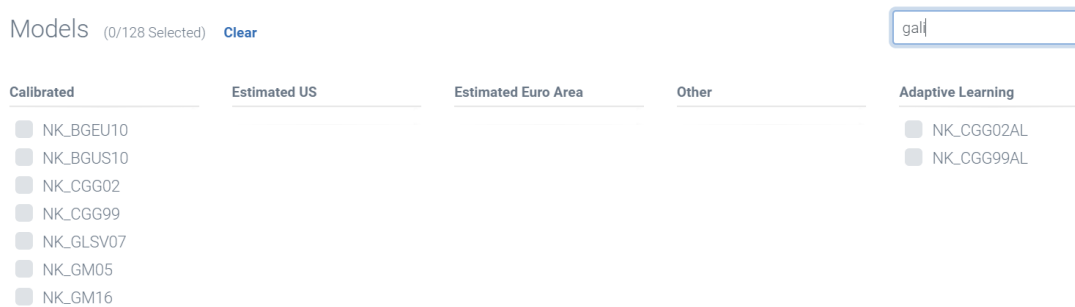 Models (0/128 Selected) Clear gali
Calibrated Estimated US Estimated Euro Area Other Adaptive Learning
NK_BGEU10 NK_CGG02AL
NK_BGUS10 NK_CGG99AL
NK_CGG02
NK_CGG99
NK_GLSV07
NK_GM05
NK_GM16